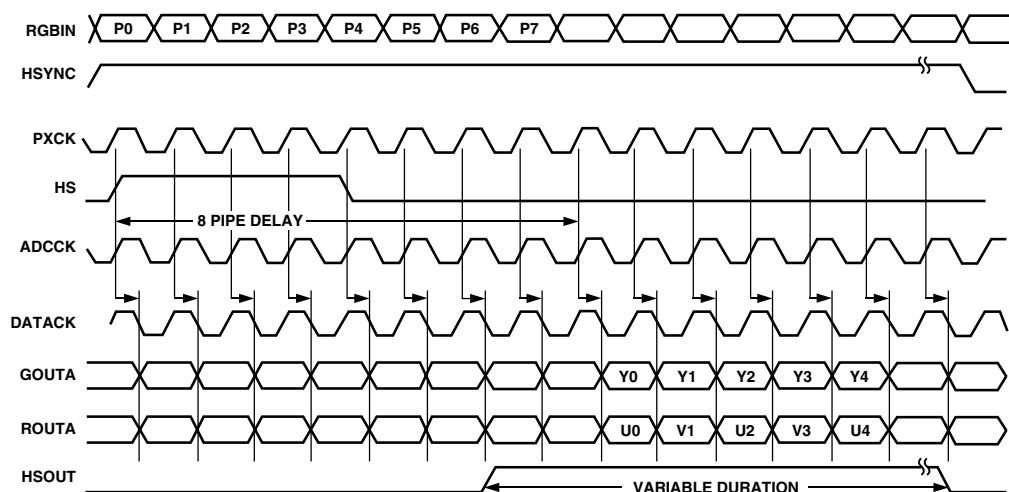 RGBIN P0 P1 P2 P3 P4 P5 P6 P7
HSYNC
PXCK
HS
8 PIPE DELAY
ADCCK
DATACK
GOUTA Y0 Y1 Y2 Y3 Y4
ROUTA U0 V1 U2 V3 U4
HSOUT
VARIABLE DURATION